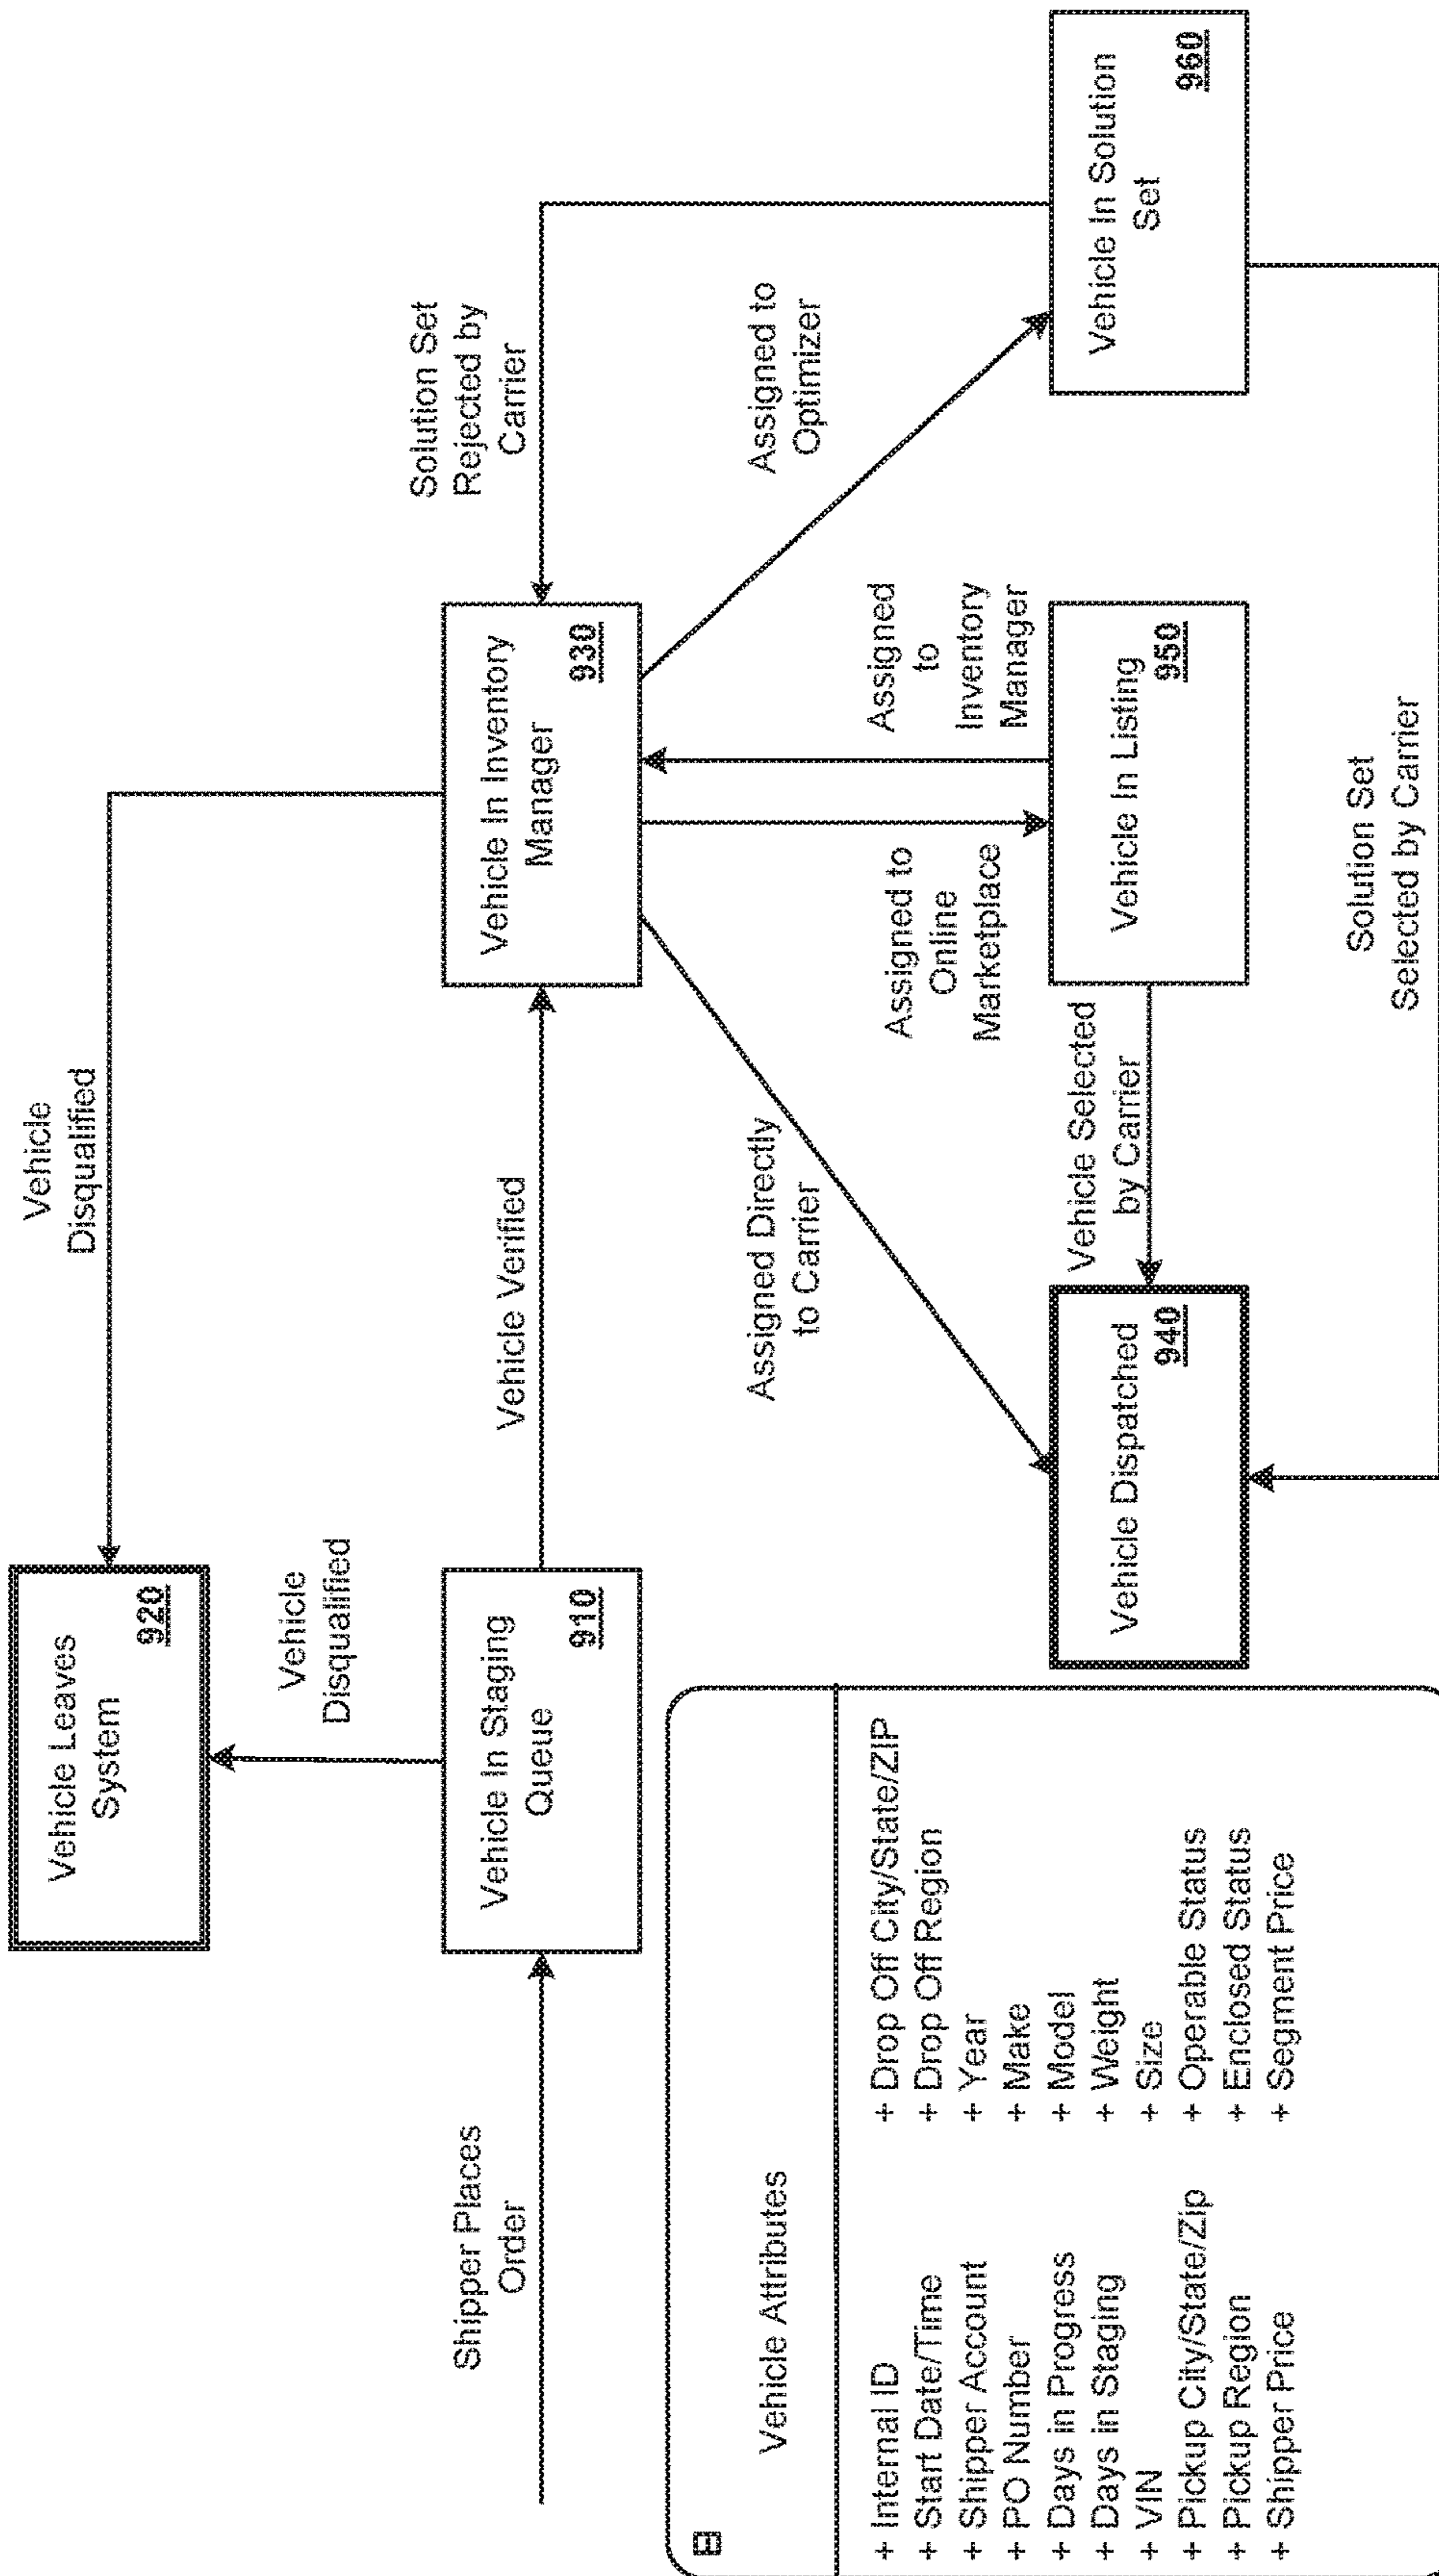 Vehicle
Disqualified
Vehicle Leaves
System
920
Vehicle
Disqualified
Solution Set
Rejected by
Carrier
Shipper Places
Order
Vehicle In Staging
Queue
910
Vehicle Verified
Vehicle In Inventory
Manager
930
Assigned Directly
to Carrier
Assigned to
Online
Marketplace
Assigned
to
Inventory
Manager
Assigned to
Optimizer
Vehicle Dispatched
940
Vehicle Selected
by Carrier
Vehicle In Listing
950
Vehicle In Solution
Set
960
Solution Set
Selected by Carrier
Vehicle Attributes
+ Internal ID
+ Start Date/Time
+ Shipper Account
+ PO Number
+ Days in Progress
+ Days in Staging
+ VIN
+ Pickup City/State/Zip
+ Pickup Region
+ Shipper Price
+ Drop Off City/State/ZIP
+ Drop Off Region
+ Year
+ Make
+ Model
+ Weight
+ Size
+ Operable Status
+ Enclosed Status
+ Segment Price